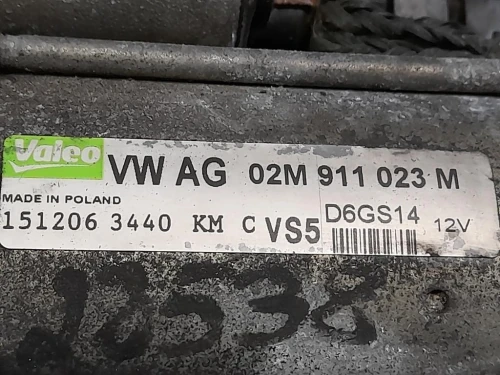 Valeo VW AG 02M 911 023 M
MADE IN POLAND
151206 3440 KM C VS5 D6GS14 12V